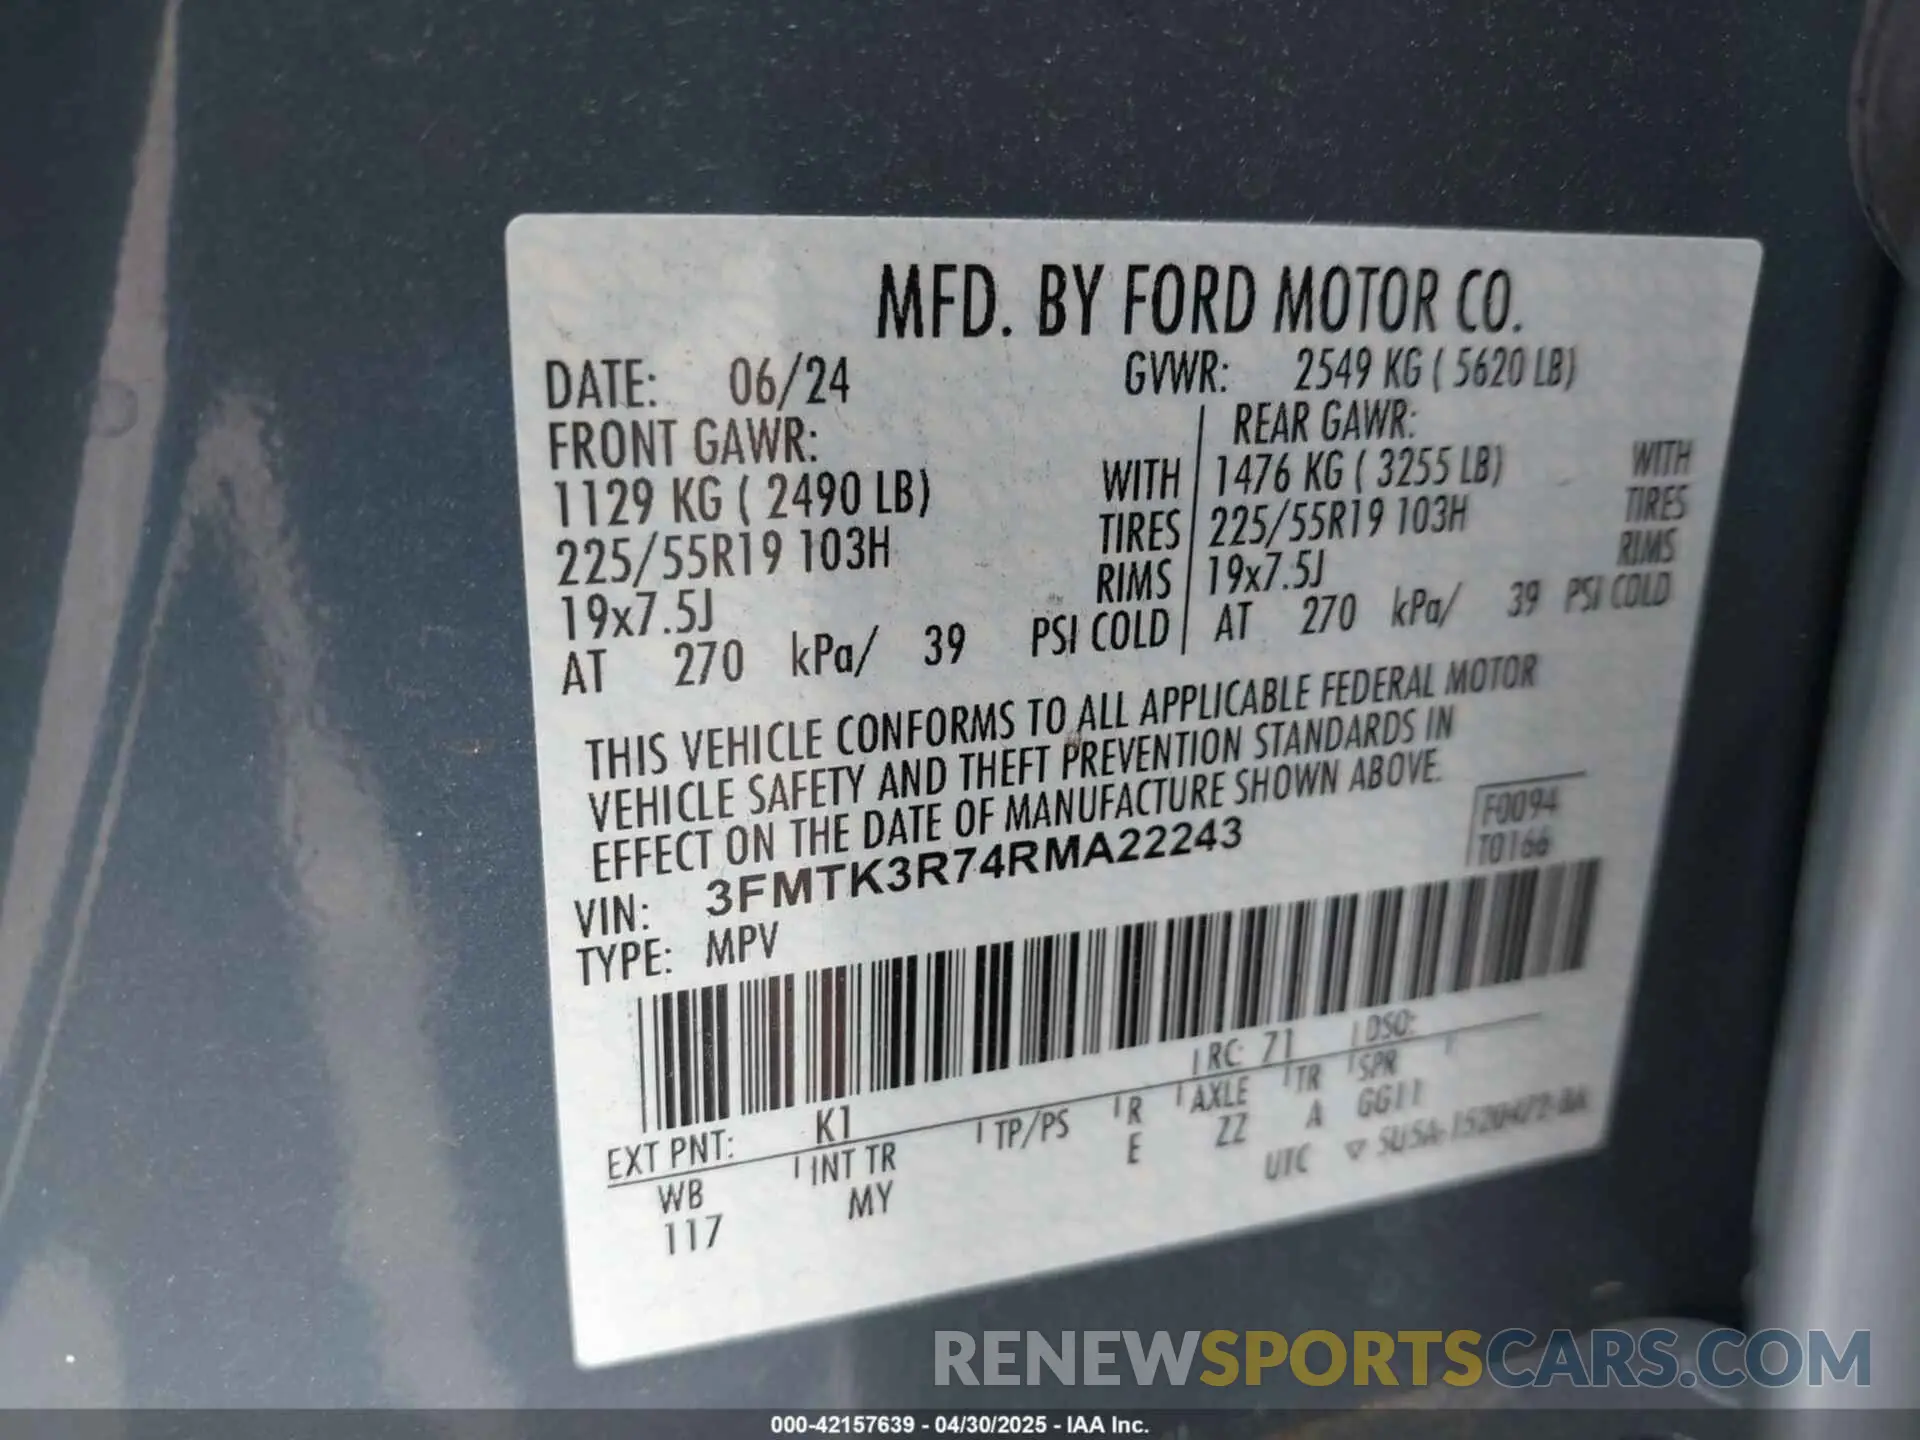 MFD. BY FORD MOTOR CO.
DATE: 06/24 GVWR: 2549 KG ( 5620 LB)
FRONT GAWR: REAR GAWR:
1129 KG ( 2490 LB) WITH 1476 KG ( 3255 LB) WITH
225/55R19 103H TIRES 225/55R19 103H TIRES
19x7.5J RIMS 19x7.5J RIMS
AT 270 kPa/ 39 PSI COLD AT 270 kPa/ 39 PSI COLD
THIS VEHICLE CONFORMS TO ALL APPLICABLE FEDERAL MOTOR
VEHICLE SAFETY AND THEFT PREVENTION STANDARDS IN
EFFECT ON THE DATE OF MANUFACTURE SHOWN ABOVE.
F0094
T0166
VIN: 3FMTK3R74RMA22243
TYPE: MPV
EXT PNT: K1 RC: 71 DSO:
WB INT TR TP/PS R AXLE TR SPR
117 MY E ZZ A GG11
UTC
RENEWSPORTSCARS.COM
000-42157639 - 04/30/2025 - IAA Inc.